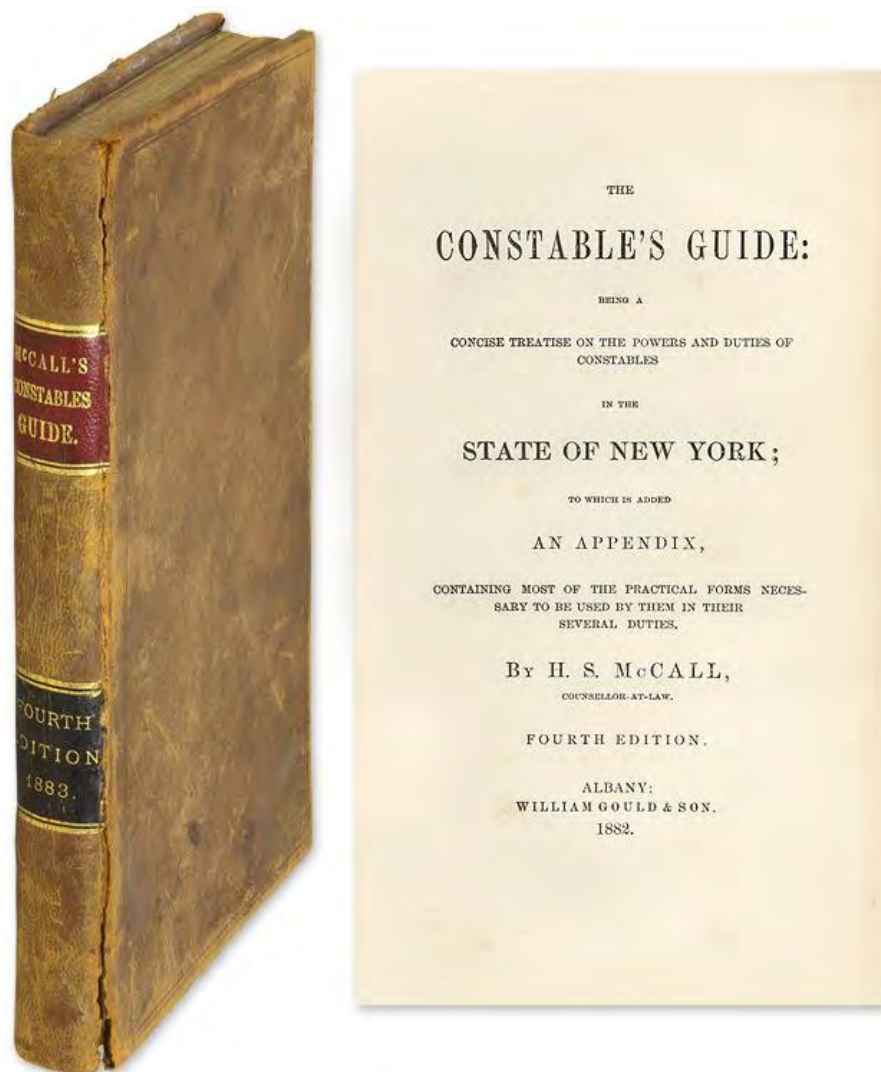 McCALL'S
CONSTABLES
GUIDE.
FOURTH
EDITION
1883.
THE
CONSTABLE'S GUIDE:
BEING A
CONCISE TREATISE ON THE POWERS AND DUTIES OF
CONSTABLES
IN THE
STATE OF NEW YORK;
TO WHICH IS ADDED
AN APPENDIX,
CONTAINING MOST OF THE PRACTICAL FORMS NECES-
SARY TO BE USED BY THEM IN THEIR
SEVERAL DUTIES.
BY H. S. McCALL,
COUNSELLOR-AT-LAW.
FOURTH EDITION.
ALBANY:
WILLIAM GOULD & SON.
1882.